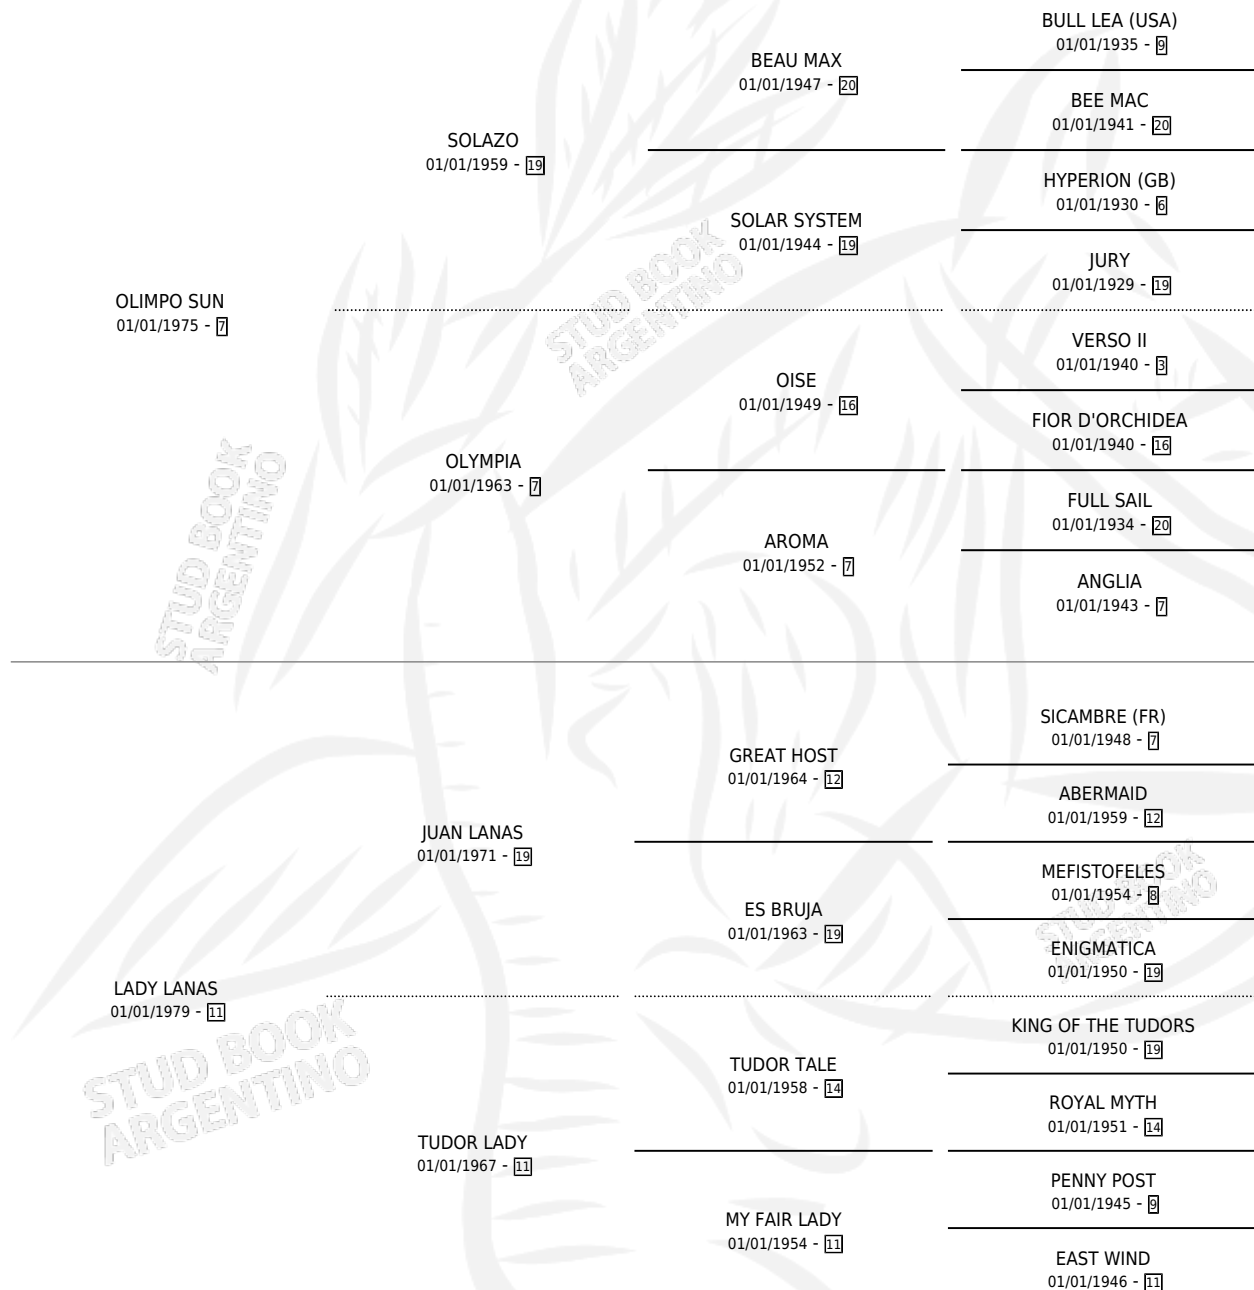 BULL LEA (USA)
01/01/1935 - 9
BEAU MAX
01/01/1947 - 20
BEE MAC
01/01/1941 - 20
SOLAZO
01/01/1959 - 19
HYPERION (GB)
01/01/1930 - 6
SOLAR SYSTEM
01/01/1944 - 19
JURY
01/01/1929 - 19
OLIMPO SUN
01/01/1975 - 7
VERSO II
01/01/1940 - 3
OISE
01/01/1949 - 16
FIOR D'ORCHIDEA
01/01/1940 - 16
OLYMPIA
01/01/1963 - 7
FULL SAIL
01/01/1934 - 20
AROMA
01/01/1952 - 7
ANGLIA
01/01/1943 - 7
STUD BOOK
ARGENTINO
STUD BOOK
ARGENTINO
SICAMBRE (FR)
01/01/1948 - 7
GREAT HOST
01/01/1964 - 12
ABERMAID
01/01/1959 - 12
JUAN LANAS
01/01/1971 - 19
MEFISTOFELES
01/01/1954 - 8
ES BRUJA
01/01/1963 - 19
ENIGMATICA
01/01/1950 - 19
LADY LANAS
01/01/1979 - 11
KING OF THE TUDORS
01/01/1950 - 19
TUDOR TALE
01/01/1958 - 14
ROYAL MYTH
01/01/1951 - 14
TUDOR LADY
01/01/1967 - 11
PENNY POST
01/01/1945 - 9
MY FAIR LADY
01/01/1954 - 11
EAST WIND
01/01/1946 - 11
STUD BOOK
ARGENTINO
STUD BOOK
ARGENTINO